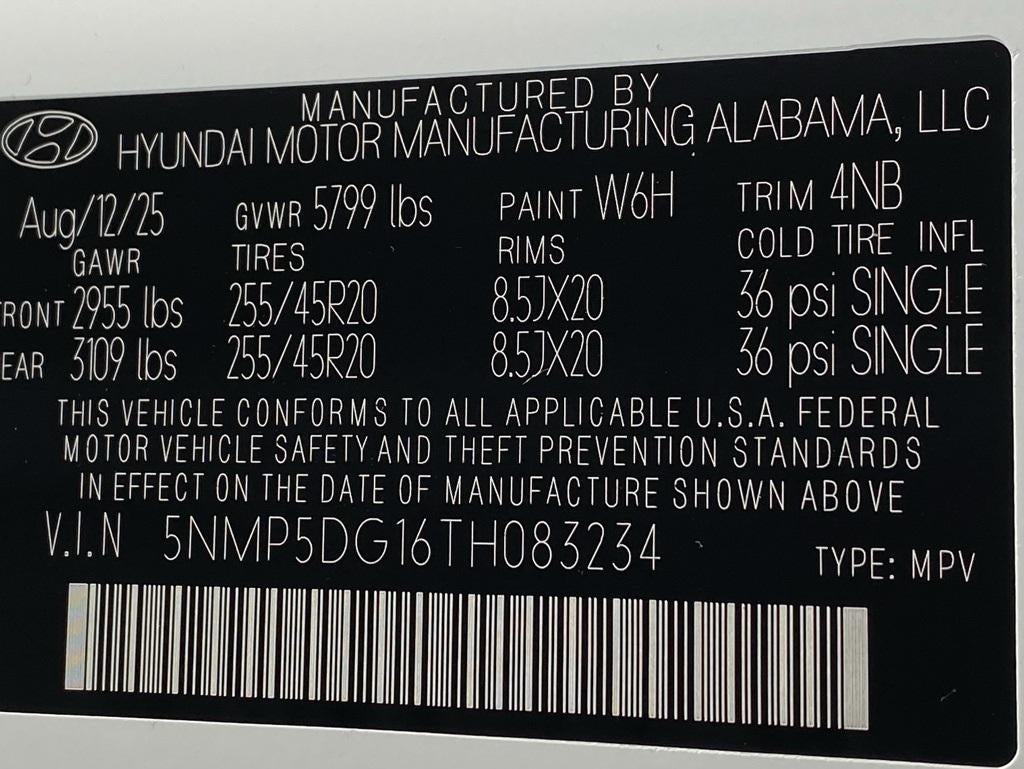 MANUFACTURED BY
HYUNDAI MOTOR MANUFACTURING ALABAMA, LLC
Aug/12/25 GVWR 5799 lbs PAINT W6H TRIM 4NB
GAWR TIRES RIMS COLD TIRE INFL
RONT 2955 lbs 255/45R20 8.5JX20 36 psi SINGLE
EAR 3109 lbs 255/45R20 8.5JX20 36 psi SINGLE
THIS VEHICLE CONFORMS TO ALL APPLICABLE U.S.A. FEDERAL
MOTOR VEHICLE SAFETY AND THEFT PREVENTION STANDARDS
IN EFFECT ON THE DATE OF MANUFACTURE SHOWN ABOVE
V.I.N 5NMP5DG16TH083234 TYPE: MPV